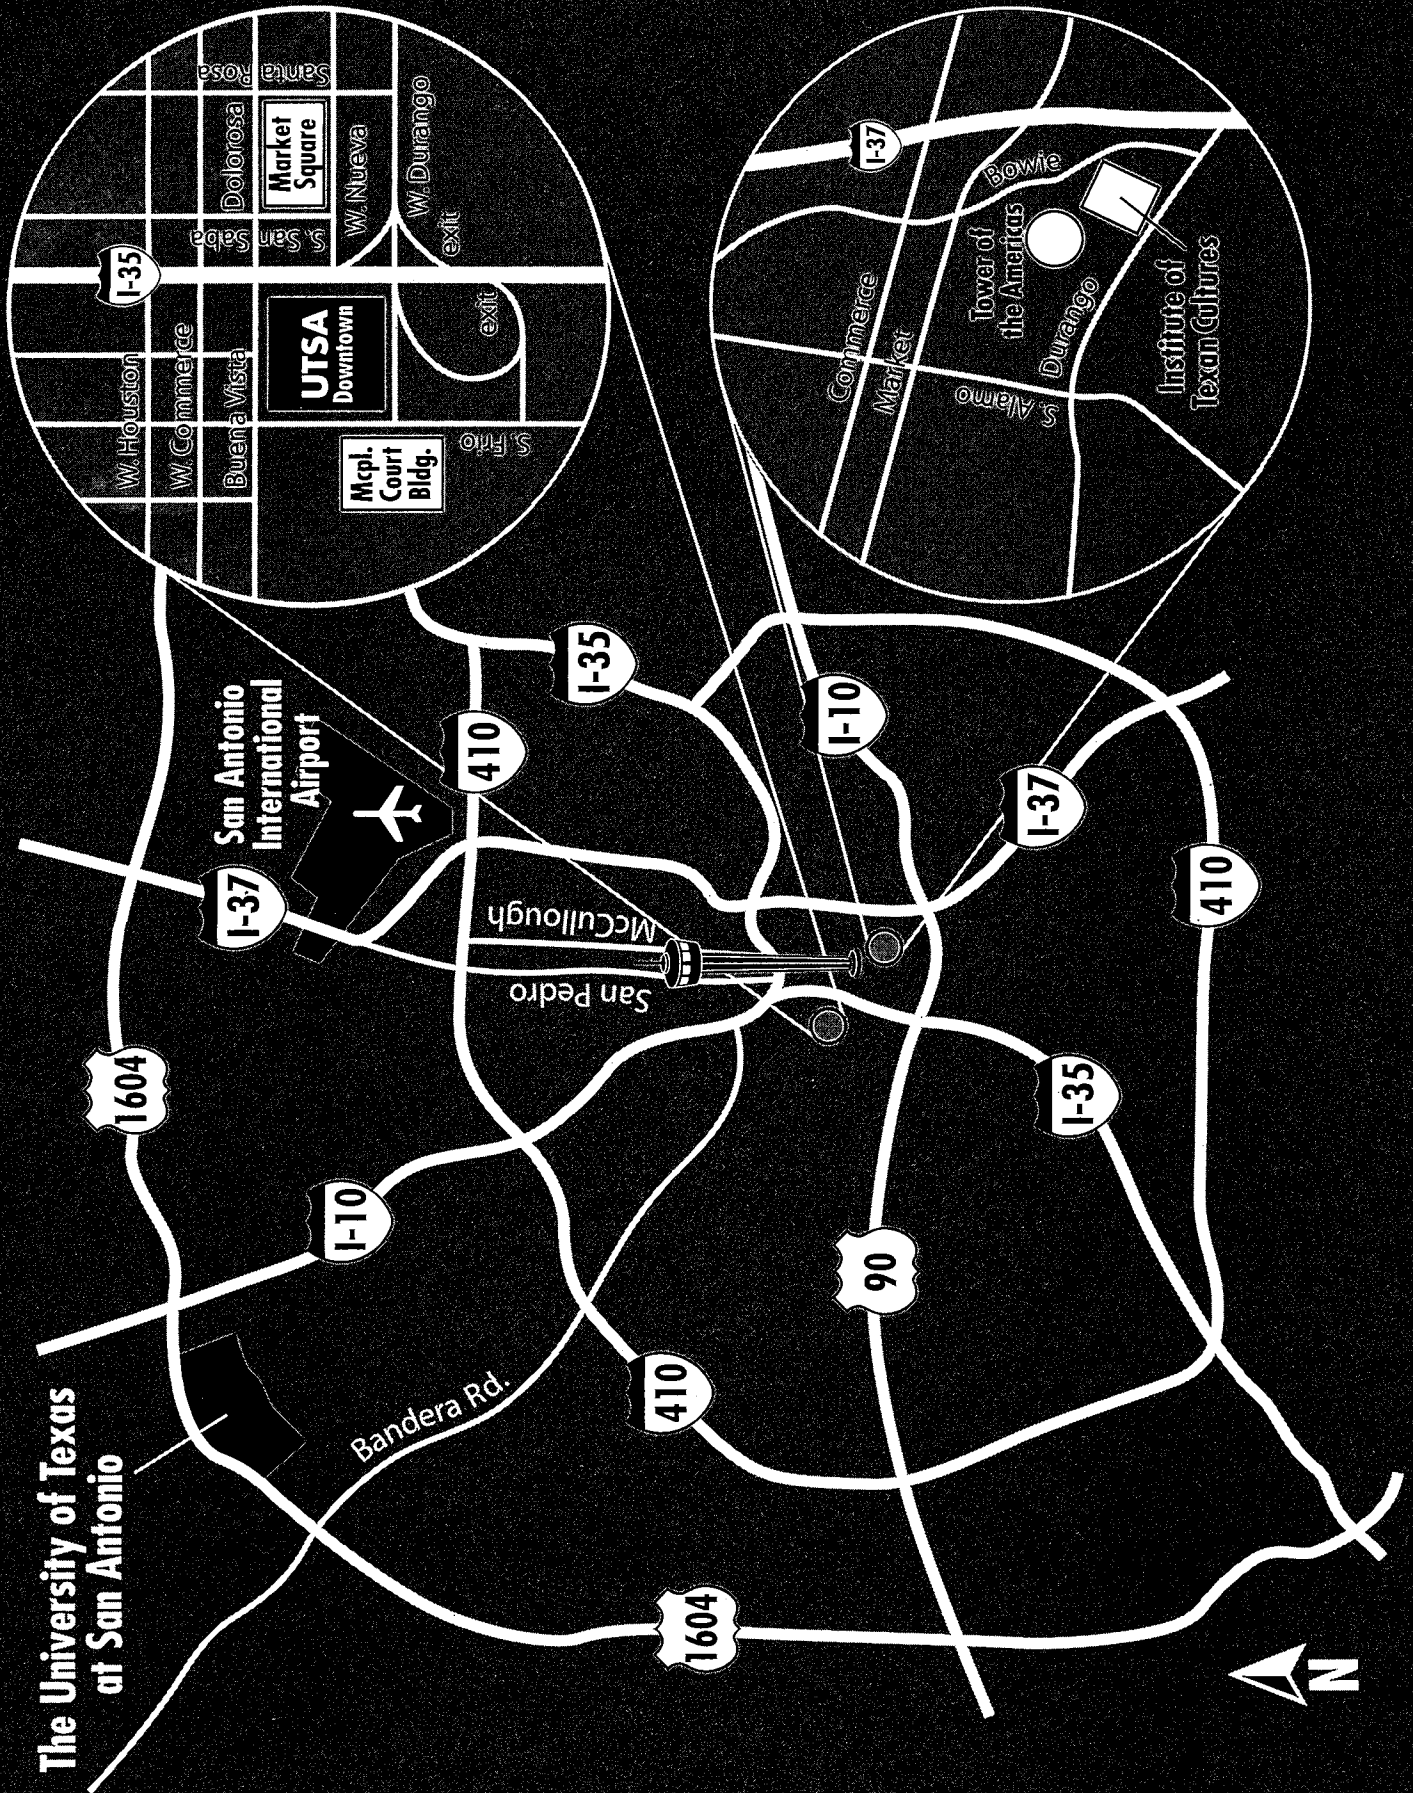 The University of Texas
at San Antonio
1604
I-10
Bandera Rd.
410
1604
90
I-37
San Antonio
International
Airport
410
I-35
McCullough
San Pedro
I-10
I-37
I-35
410
N
I-35
W. Houston
W. Commerce
Buena Vista
Dolorosa
Santa Rosa
S. San Saba
Market
Square
W. Nueva
W. Durango
exit
exit
UTSA
Downtown
Mcpl.
Court
Bldg.
S. Frio
I-37
Commerce
Market
Bowie
Tower of
the Americas
S. Alamo
Durango
Institute of
Texan Cultures